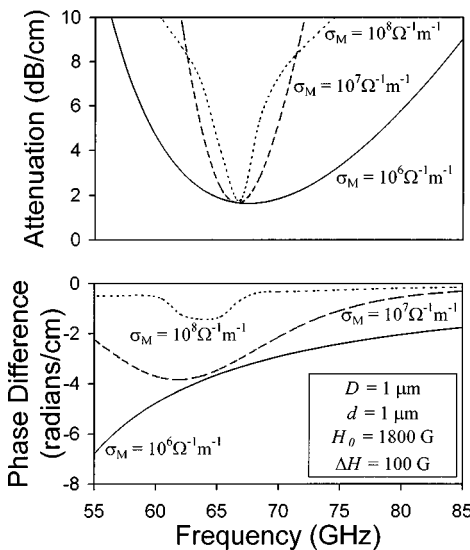 10
8
6
4
2
0
Attenuation (dB/cm)
σM = 10⁸Ω⁻¹m⁻¹
σM = 10⁷Ω⁻¹m⁻¹
σM = 10⁶Ω⁻¹m⁻¹
0
-2
-4
-6
-8
Phase Difference
(radians/cm)
σM = 10⁸Ω⁻¹m⁻¹
σM = 10⁷Ω⁻¹m⁻¹
σM = 10⁶Ω⁻¹m⁻¹
D = 1 μm
d = 1 μm
H₀ = 1800 G
ΔH = 100 G
55 60 65 70 75 80 85
Frequency (GHz)